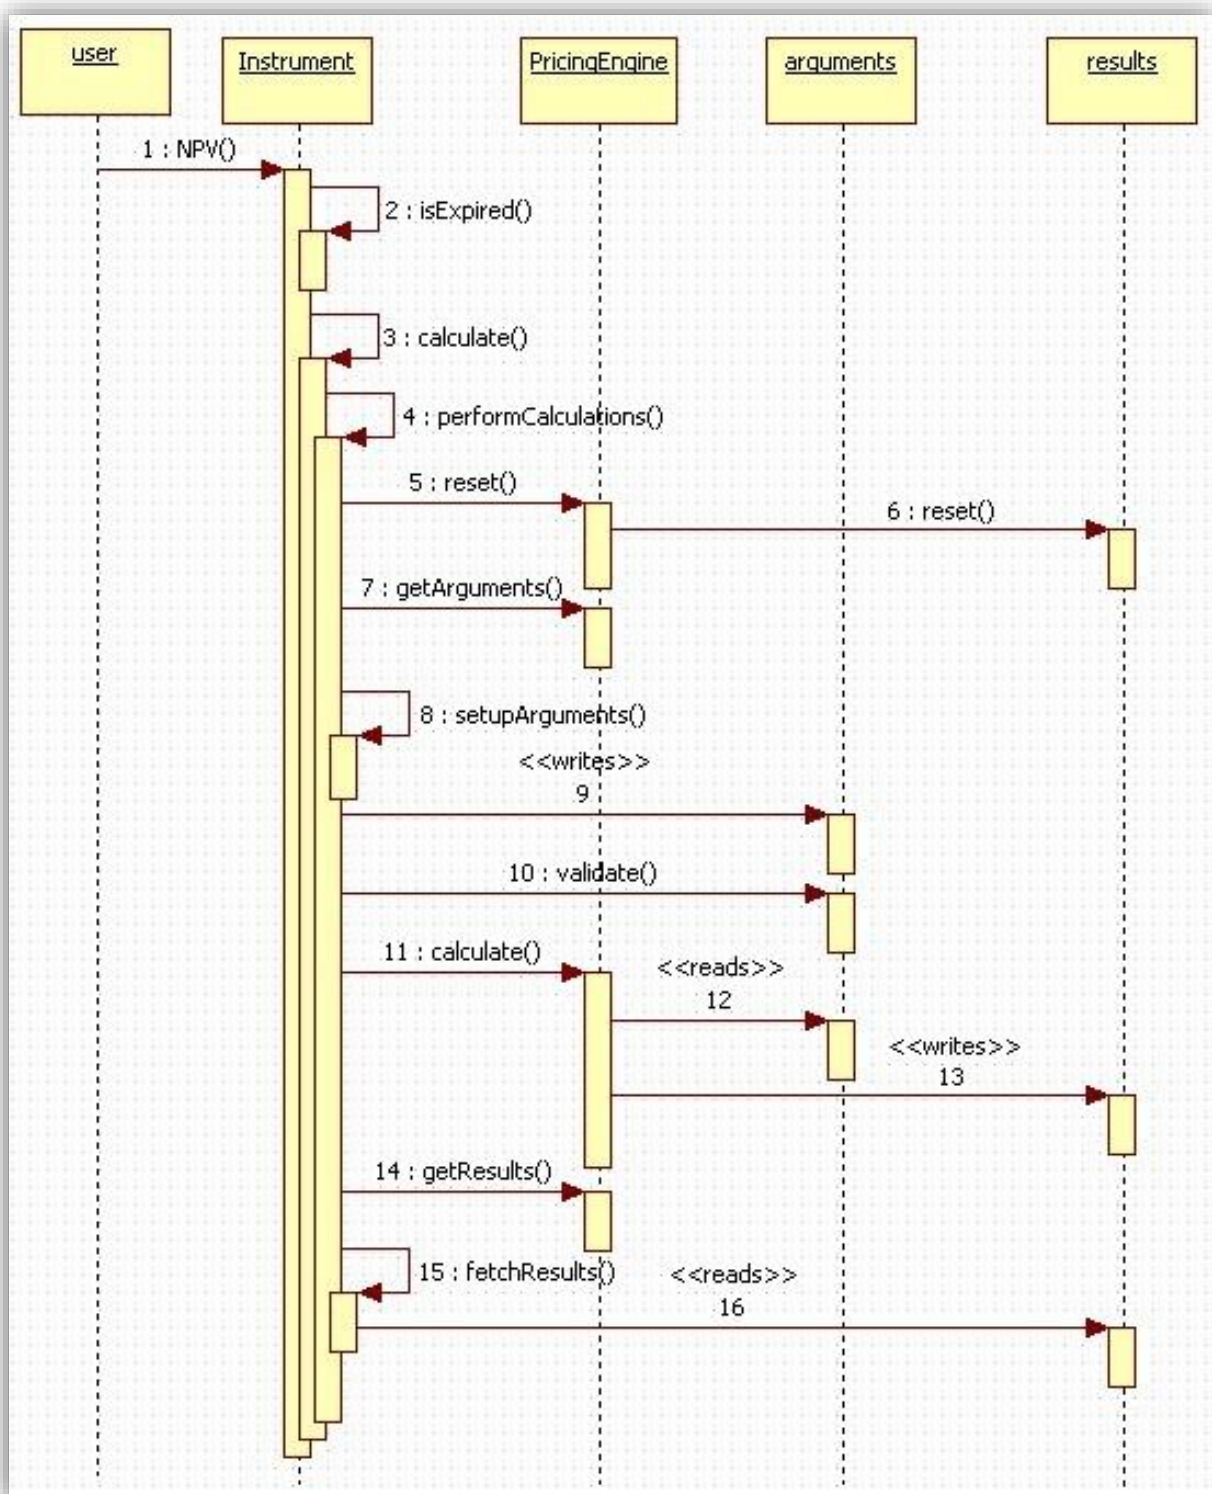 user
Instrument
PricingEngine
arguments
results
1 : NPV()
2 : isExpired()
3 : calculate()
4 : performCalculations()
5 : reset()
6 : reset()
7 : getArguments()
8 : setupArguments()
<<writes>>
9
10 : validate()
11 : calculate()
<<reads>>
12
<<writes>>
13
14 : getResults()
15 : fetchResults()
<<reads>>
16